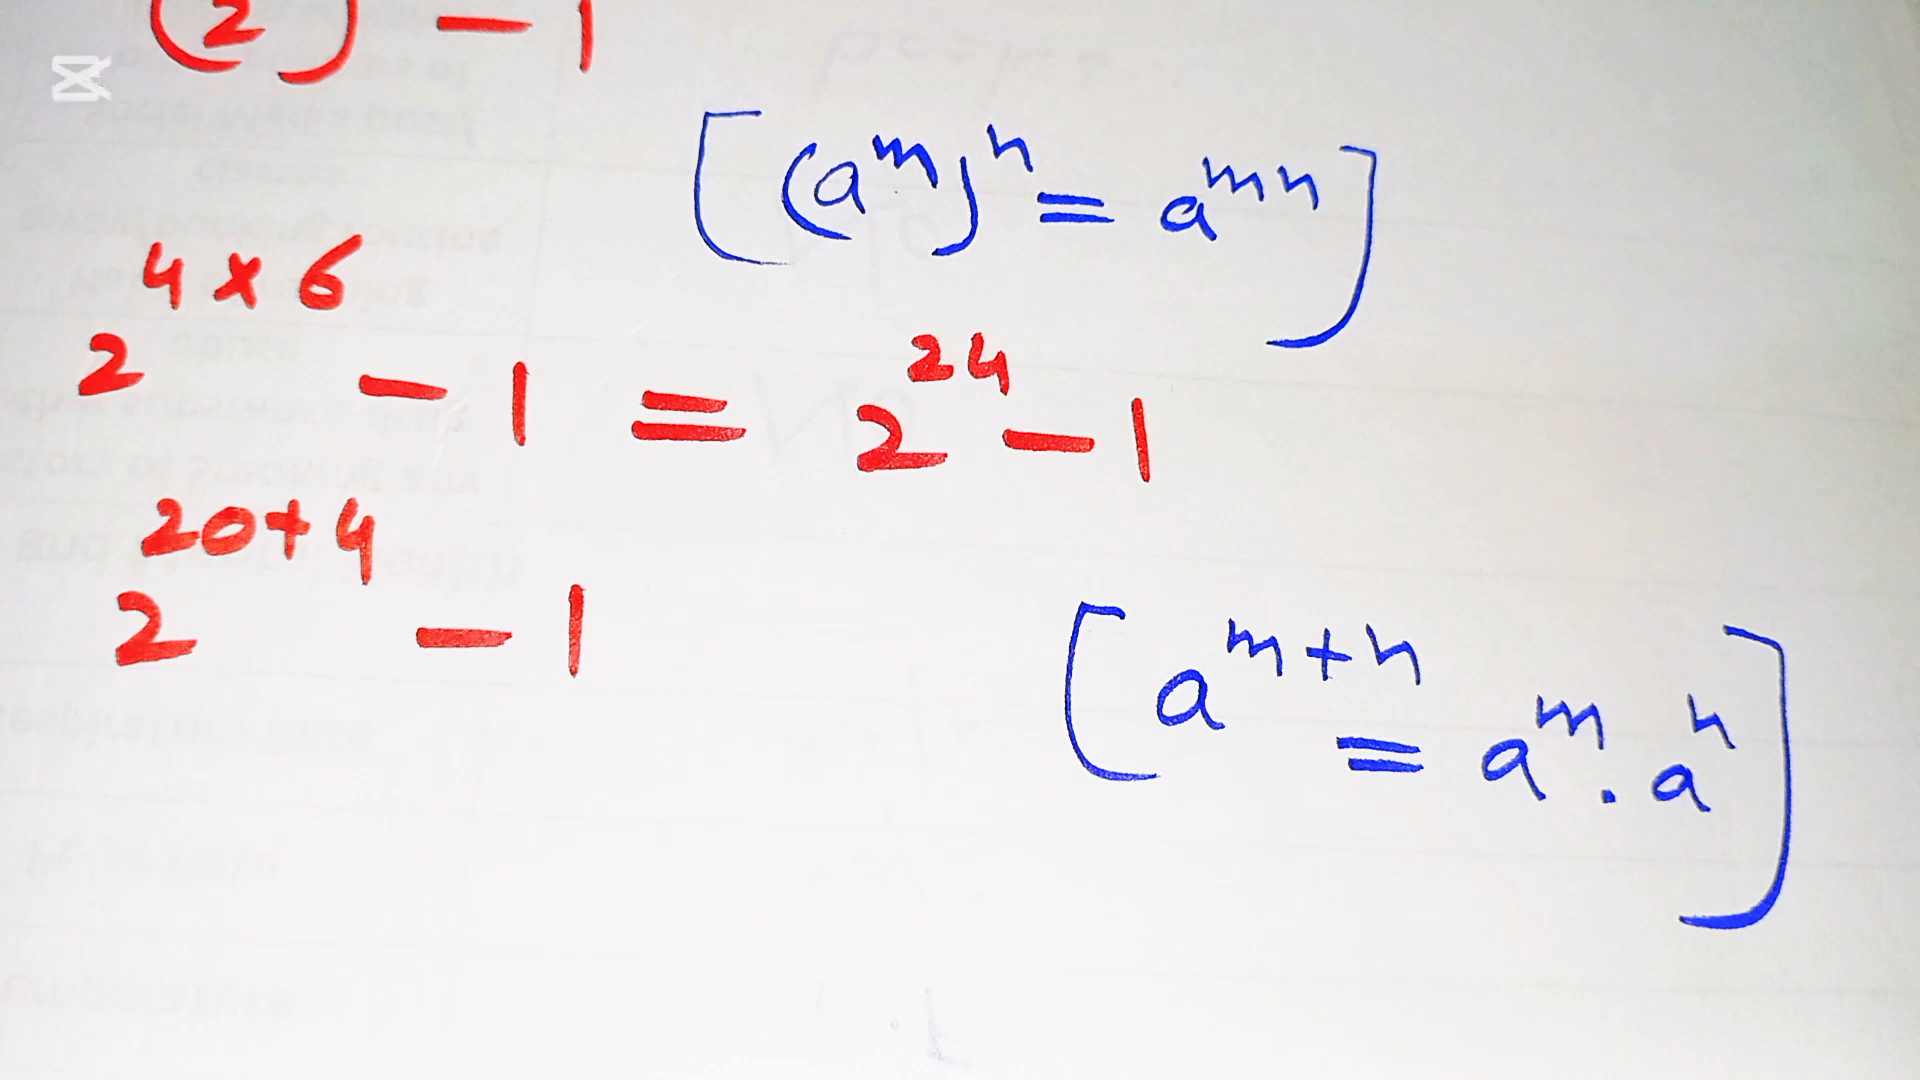 (2) - 1
[(a^m)^n = a^mn]
2^4×6 - 1 = 2^24 - 1
2^20+4 - 1
[a^m+n
= a^m . a^n]